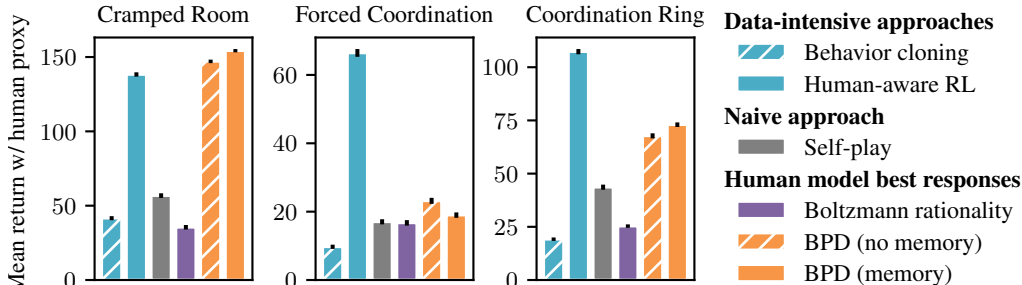 Cramped Room
Forced Coordination
Coordination Ring
Mean return w/ human proxy
150
100
50
0
60
40
20
0
100
75
50
25
0
Data-intensive approaches
Behavior cloning
Human-aware RL
Naive approach
Self-play
Human model best responses
Boltzmann rationality
BPD (no memory)
BPD (memory)